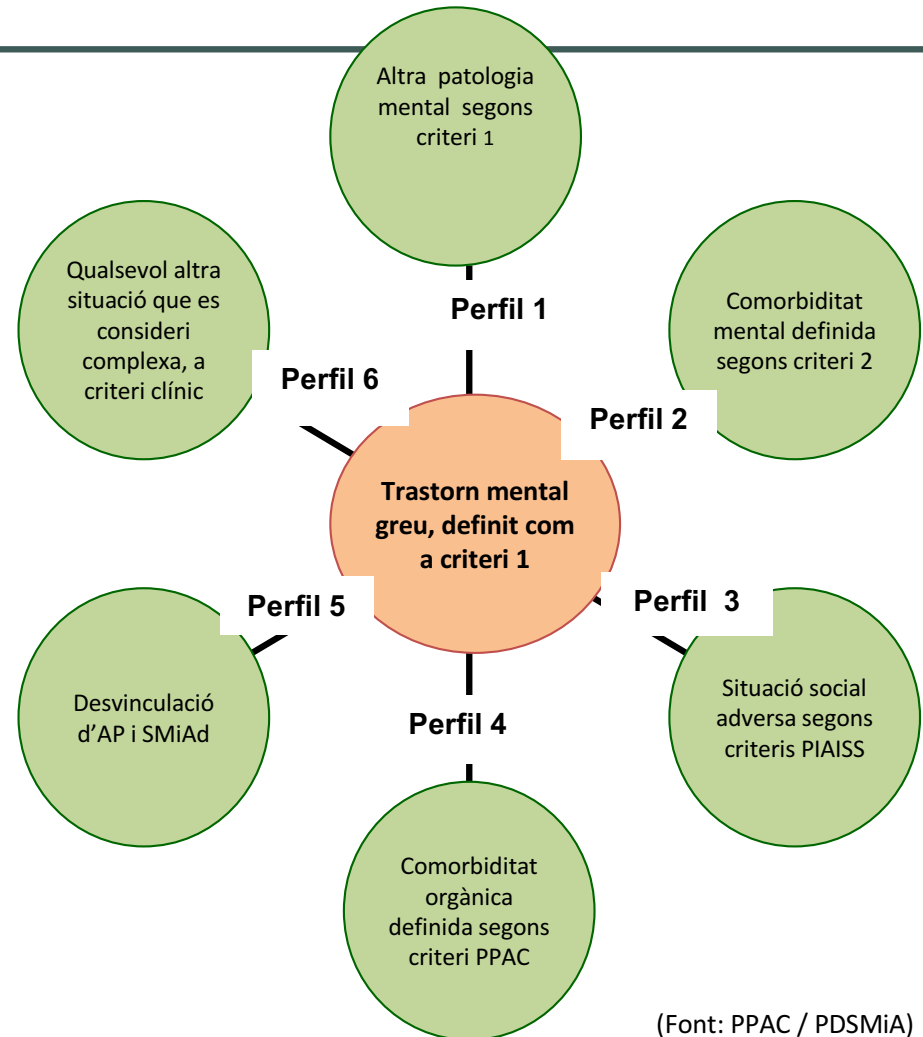 Altra patologia
mental segons
criteri 1
Perfil 1
Qualsevol altra
situació que es
consideri
complexa, a
criteri clínic
Perfil 6
Comorbiditat
mental definida
segons criteri 2
Perfil 2
Trastorn mental
greu, definit com
a criteri 1
Perfil 5
Perfil 3
Desvinculació
d’AP i SMiAd
Perfil 4
Situació social
adversa segons
criteris PIAISS
Comorbiditat
orgànica
definida segons
criteri PPAC
(Font: PPAC / PDSMiA)